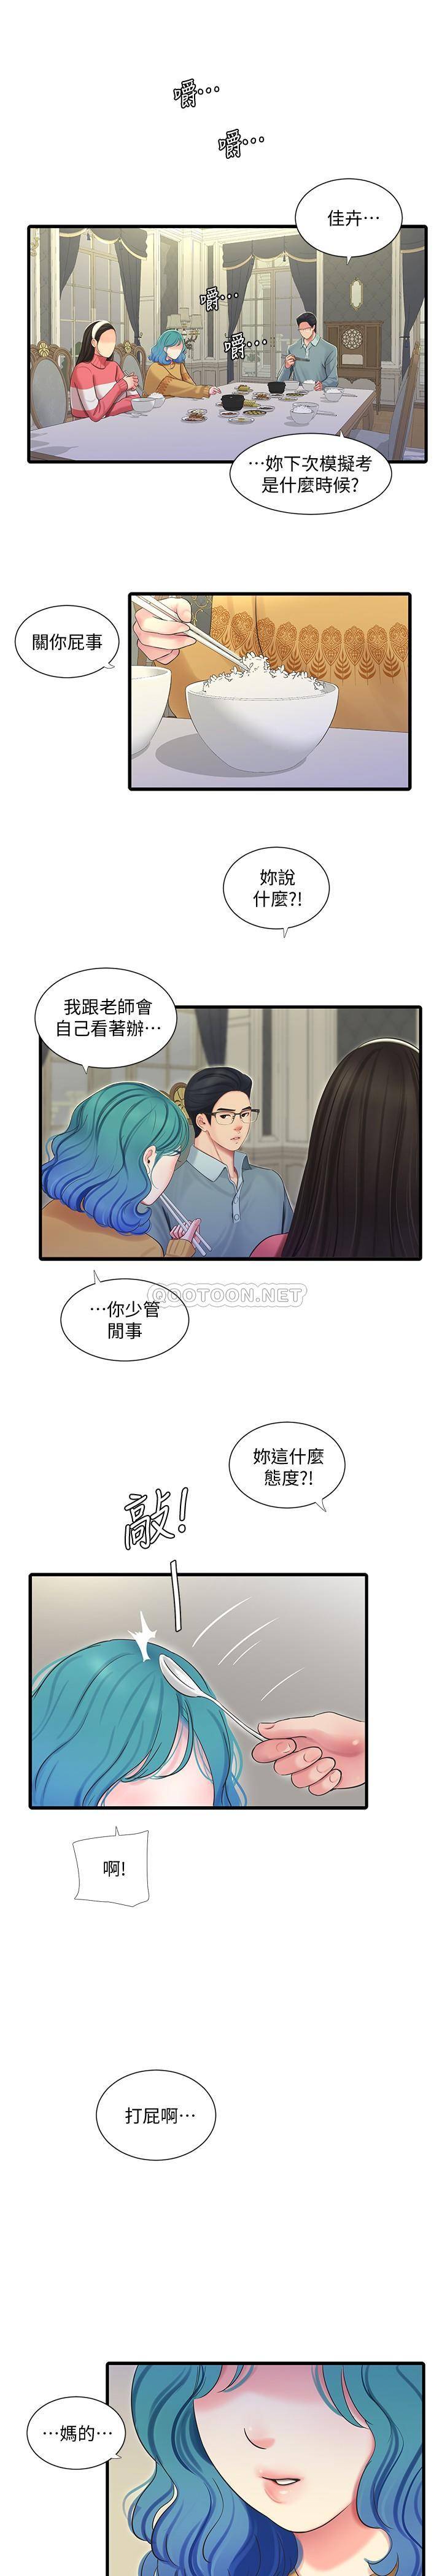 嚼…
嚼…
佳卉…
嚼…
嚼…
…妳下次模擬考
是什麼時候?
關你屁事
妳說
什麼?!
我跟老師會
自己看著辦…
…你少管
閒事
TOPTOON.NET
妳這什麼
態度?!
敲!
啊!
打屁啊…
…媽的…